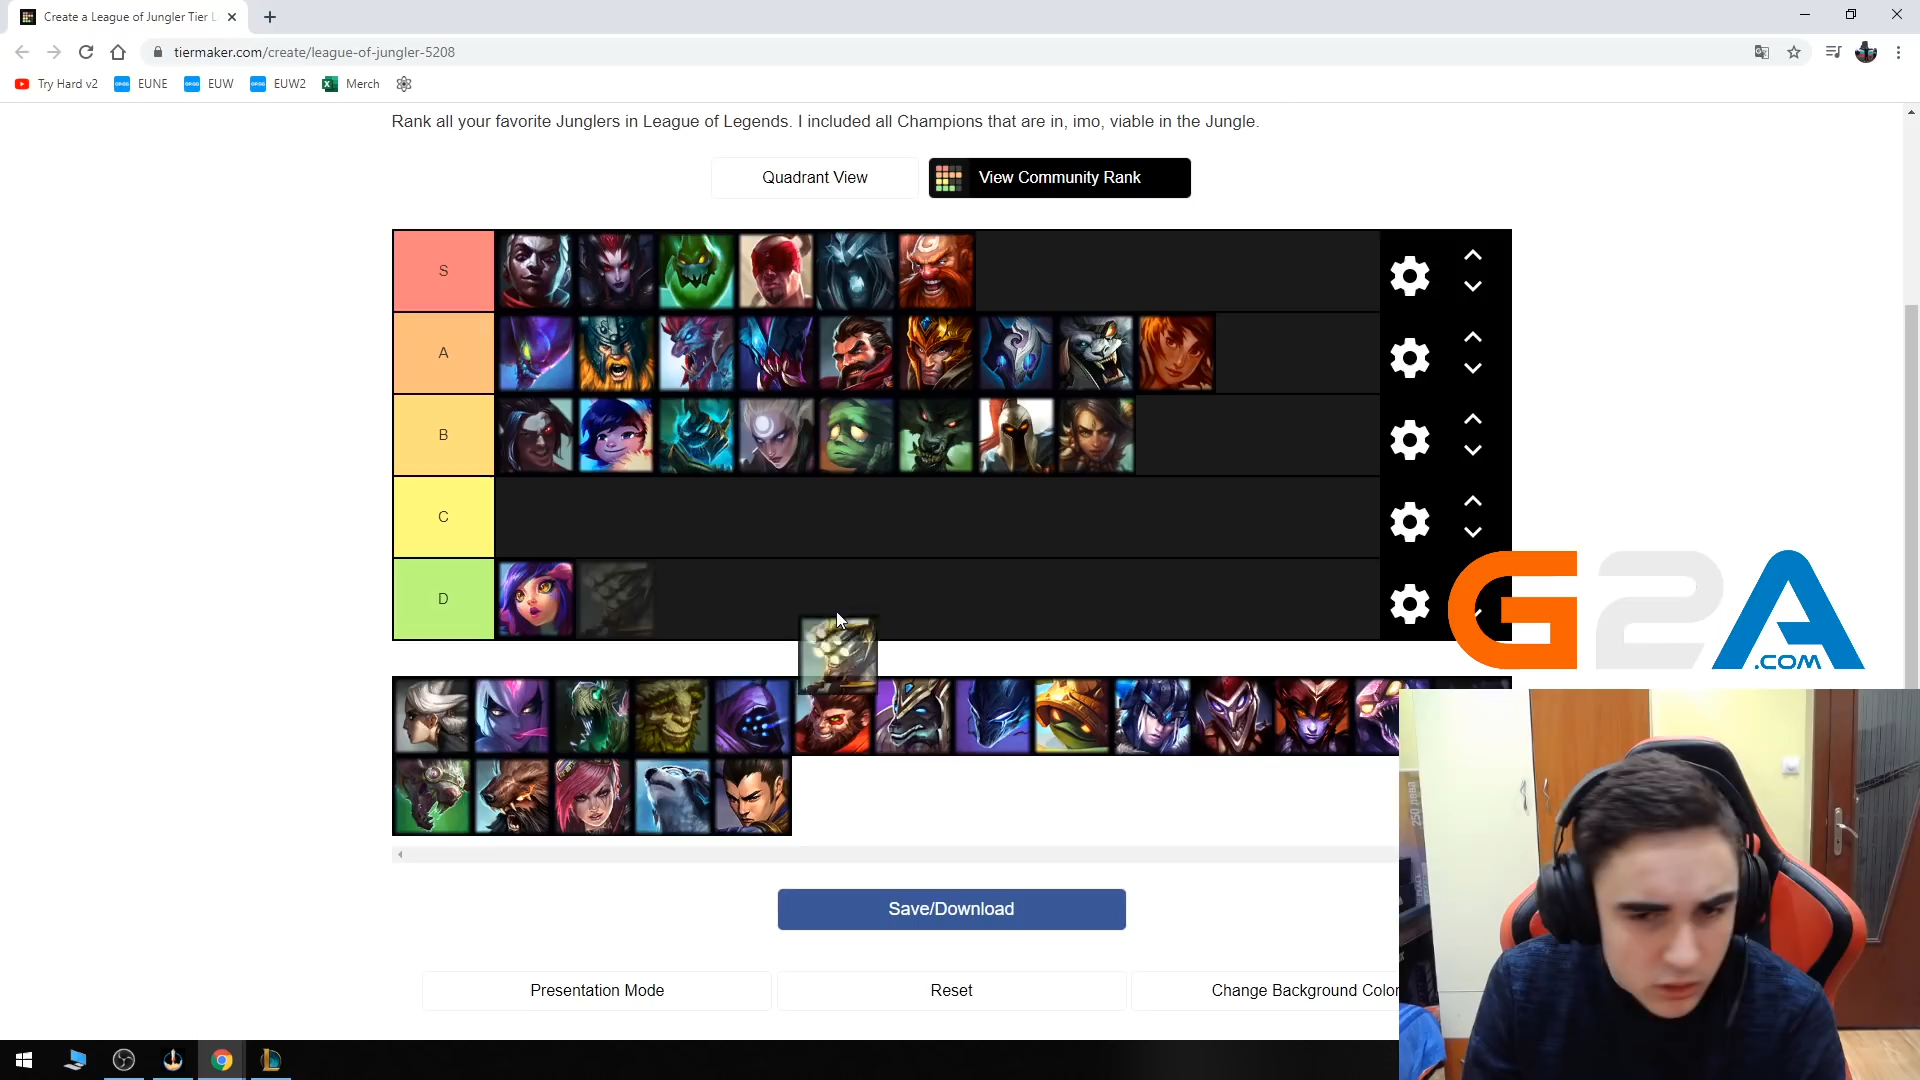 Create a League of Jungler Tier L
tiermaker.com/create/league-of-jungler-5208
Try Hard v2
EUNE
EUW
EUW2
Merch
Rank all your favorite Junglers in League of Legends. I included all Champions that are in, imo, viable in the Jungle.
Quadrant View
View Community Rank
S
A
B
C
D
G2A
.COM
Save/Download
Presentation Mode
Reset
Change Background Color